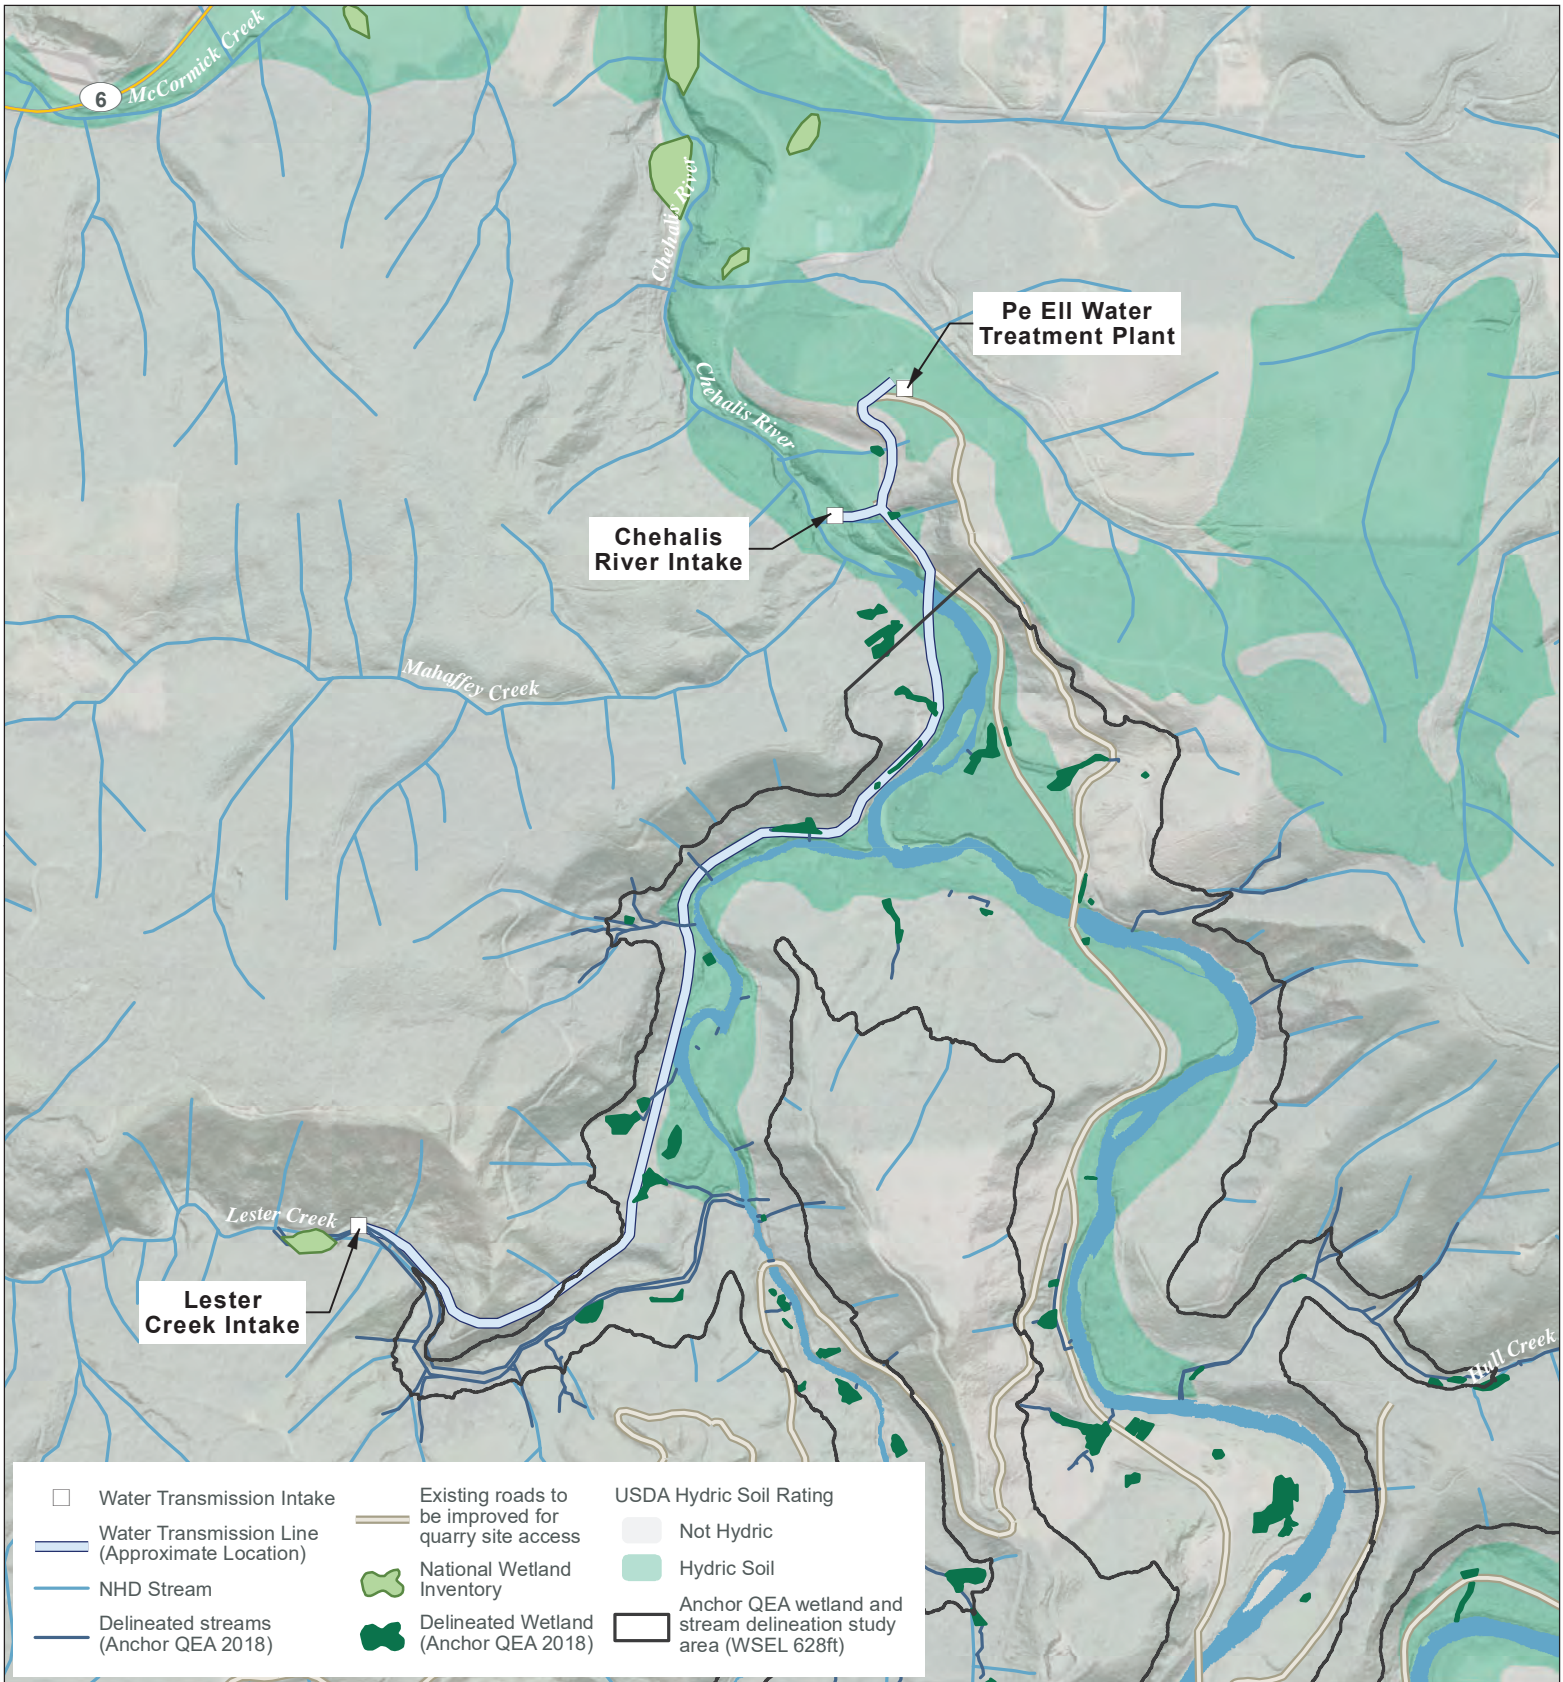 McCormick Creek
6
Chehalis River
Pe Ell Water
Treatment Plant
Chehalis River
Chehalis
River Intake
Mahaffey Creek
Lester Creek
Lester
Creek Intake
Hull Creek
Water Transmission Intake
Water Transmission Line
(Approximate Location)
NHD Stream
Delineated streams
(Anchor QEA 2018)
Existing roads to
be improved for
quarry site access
National Wetland
Inventory
Delineated Wetland
(Anchor QEA 2018)
USDA Hydric Soil Rating
Not Hydric
Hydric Soil
Anchor QEA wetland and
stream delineation study
area (WSEL 628ft)